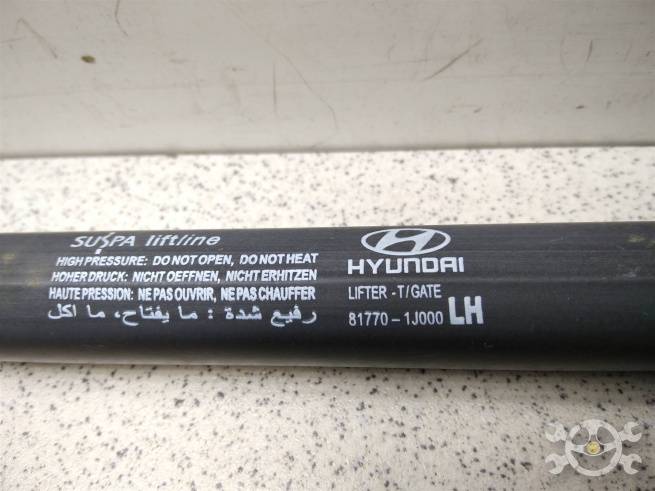 SUSPA liftline
HIGH PRESSURE: DO NOT OPEN, DO NOT HEAT
HOHER DRUCK: NICHT OEFFNEN, NICHT ERHITZEN
HAUTE PRESSION: NE PAS OUVRIR, NE PAS CHAUFFER
رفيع شدة : ما يفتاح، ما اكل
HYUNDAI
LIFTER - T/GATE
81770 - 1J000 LH